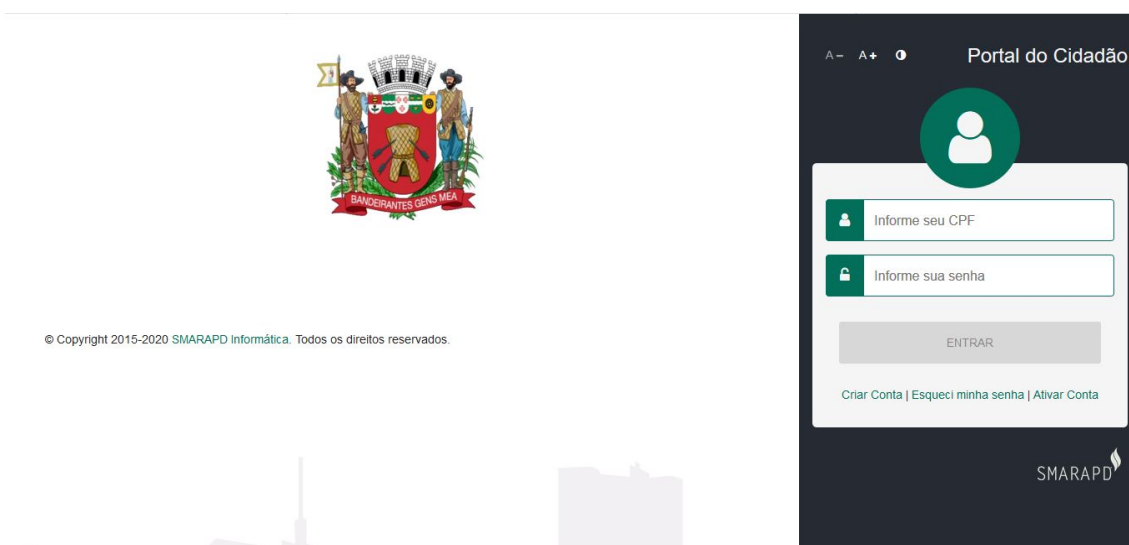 A- A+ Portal do Cidadão
BANDEIRANTES GENS MEA
Informe seu CPF
Informe sua senha
© Copyright 2015-2020 SMARAPD Informática. Todos os direitos reservados.
ENTRAR
Criar Conta | Esqueci minha senha | Ativar Conta
SMARAPD